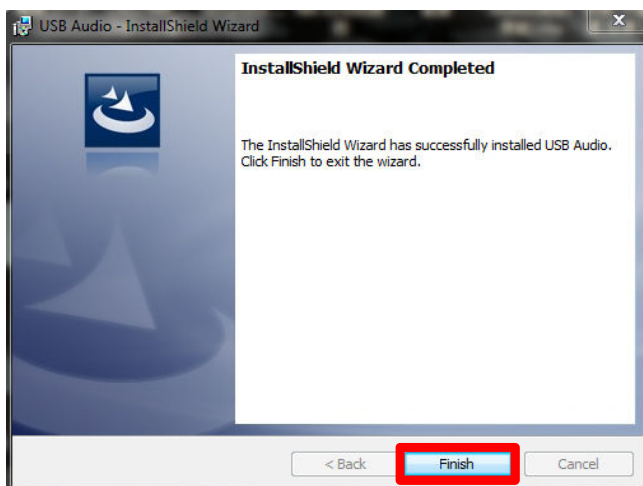 USB Audio - InstallShield Wizard
InstallShield Wizard Completed
The InstallShield Wizard has successfully installed USB Audio.
Click Finish to exit the wizard.
< Back
Finish
Cancel